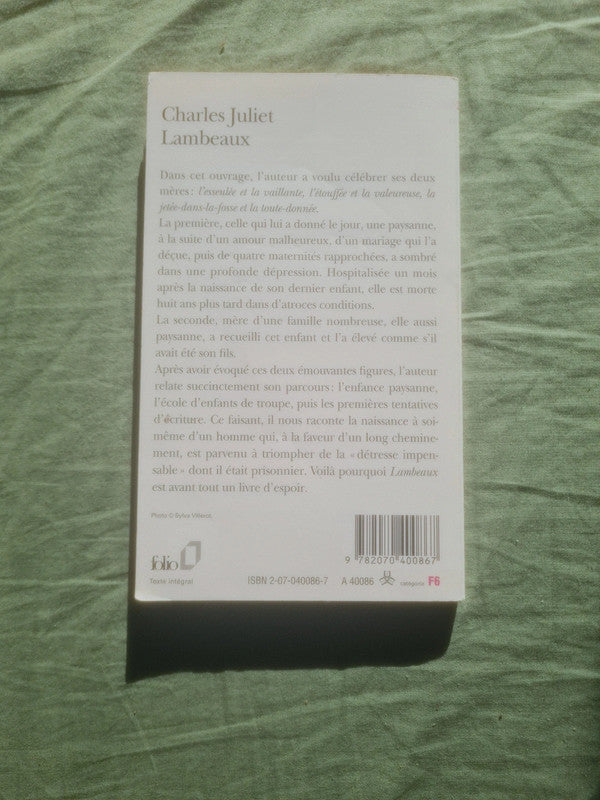 Charles Juliet
Lambeaux
Dans cet ouvrage, l'auteur a voulu célébrer ses deux
mères : l'esseulée et la vaillante, l'étouffée et la valeureuse, la
jetée-dans-la-fosse et la toute-donnée.
La première, celle qui lui a donné le jour, une paysanne,
à la suite d'un amour malheureux, d'un mariage qui l'a
déçue, puis de quatre maternités rapprochées, a sombré
dans une profonde dépression. Hospitalisée un mois
après la naissance de son dernier enfant, elle est morte
huit ans plus tard dans d'atroces conditions.
La seconde, mère d'une famille nombreuse, elle aussi
paysanne, a recueilli cet enfant et l'a élevé comme s'il
avait été son fils.
Après avoir évoqué ces deux émouvantes figures, l'auteur
relate succinctement son parcours : l'enfance paysanne,
l'école d'enfants de troupe, puis les premières tentatives
d'écriture. Ce faisant, il nous raconte la naissance à soi-
même d'un homme qui, à la faveur d'un long chemine-
ment, est parvenu à triompher de la « détresse impen-
sable » dont il était prisonnier. Voilà pourquoi Lambeaux
est avant tout un livre d'espoir.
Photo © Sylva Villerot.
9 782070 400867
folio
Texte intégral
ISBN 2-07-040086-7 A 40086 catégorie F6